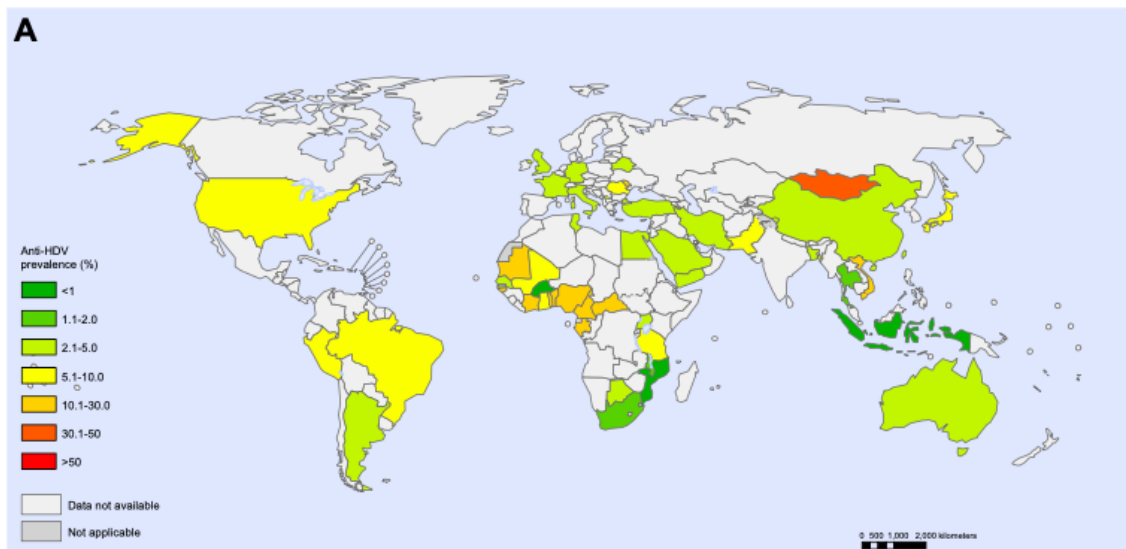 A
Anti-HDV
prevalence (%)
<1
1.1-2.0
2.1-5.0
5.1-10.0
10.1-30.0
30.1-50
>50
Data not available
Not applicable
0 500 1,000 2,000 kilometers